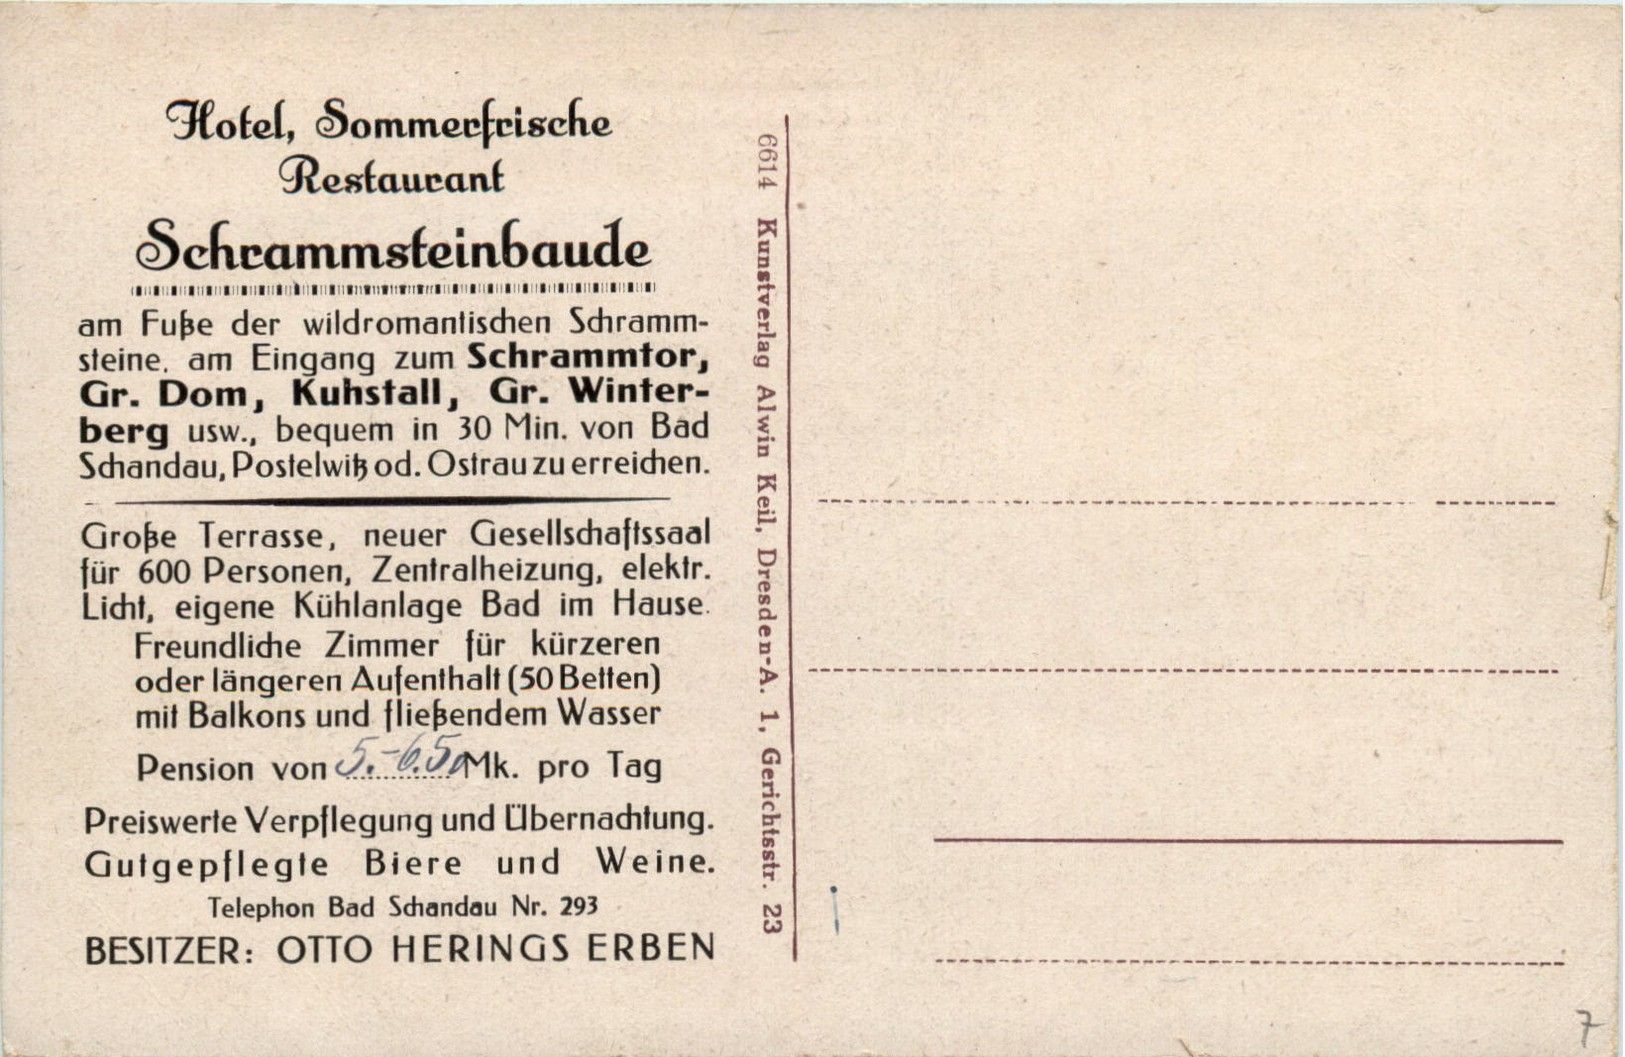 Hotel, Sommerfrische
Restaurant
Schrammsteinbaude
am Fuße der wildromantischen Schramm-
steine, am Eingang zum Schrammtor,
Gr. Dom, Kuhstall, Gr. Winter-
berg usw., bequem in 30 Min. von Bad
Schandau, Postelwitz od. Ostrau zu erreichen.
Große Terrasse, neuer Gesellschaftssaal
für 600 Personen, Zentralheizung, elektr.
Licht, eigene Kühlanlage Bad im Hause.
Freundliche Zimmer für kürzeren
oder längeren Aufenthalt (50 Betten)
mit Balkons und fließendem Wasser
Pension von 5.-6.50 Mk. pro Tag
Preiswerte Verpflegung und Übernachtung.
Gutgepflegte Biere und Weine.
Telephon Bad Schandau Nr. 293
BESITZER: OTTO HERINGS ERBEN
6614 Kunstverlag Alwin Keil, Dresden-A. 1, Gerichtsstr. 23
7